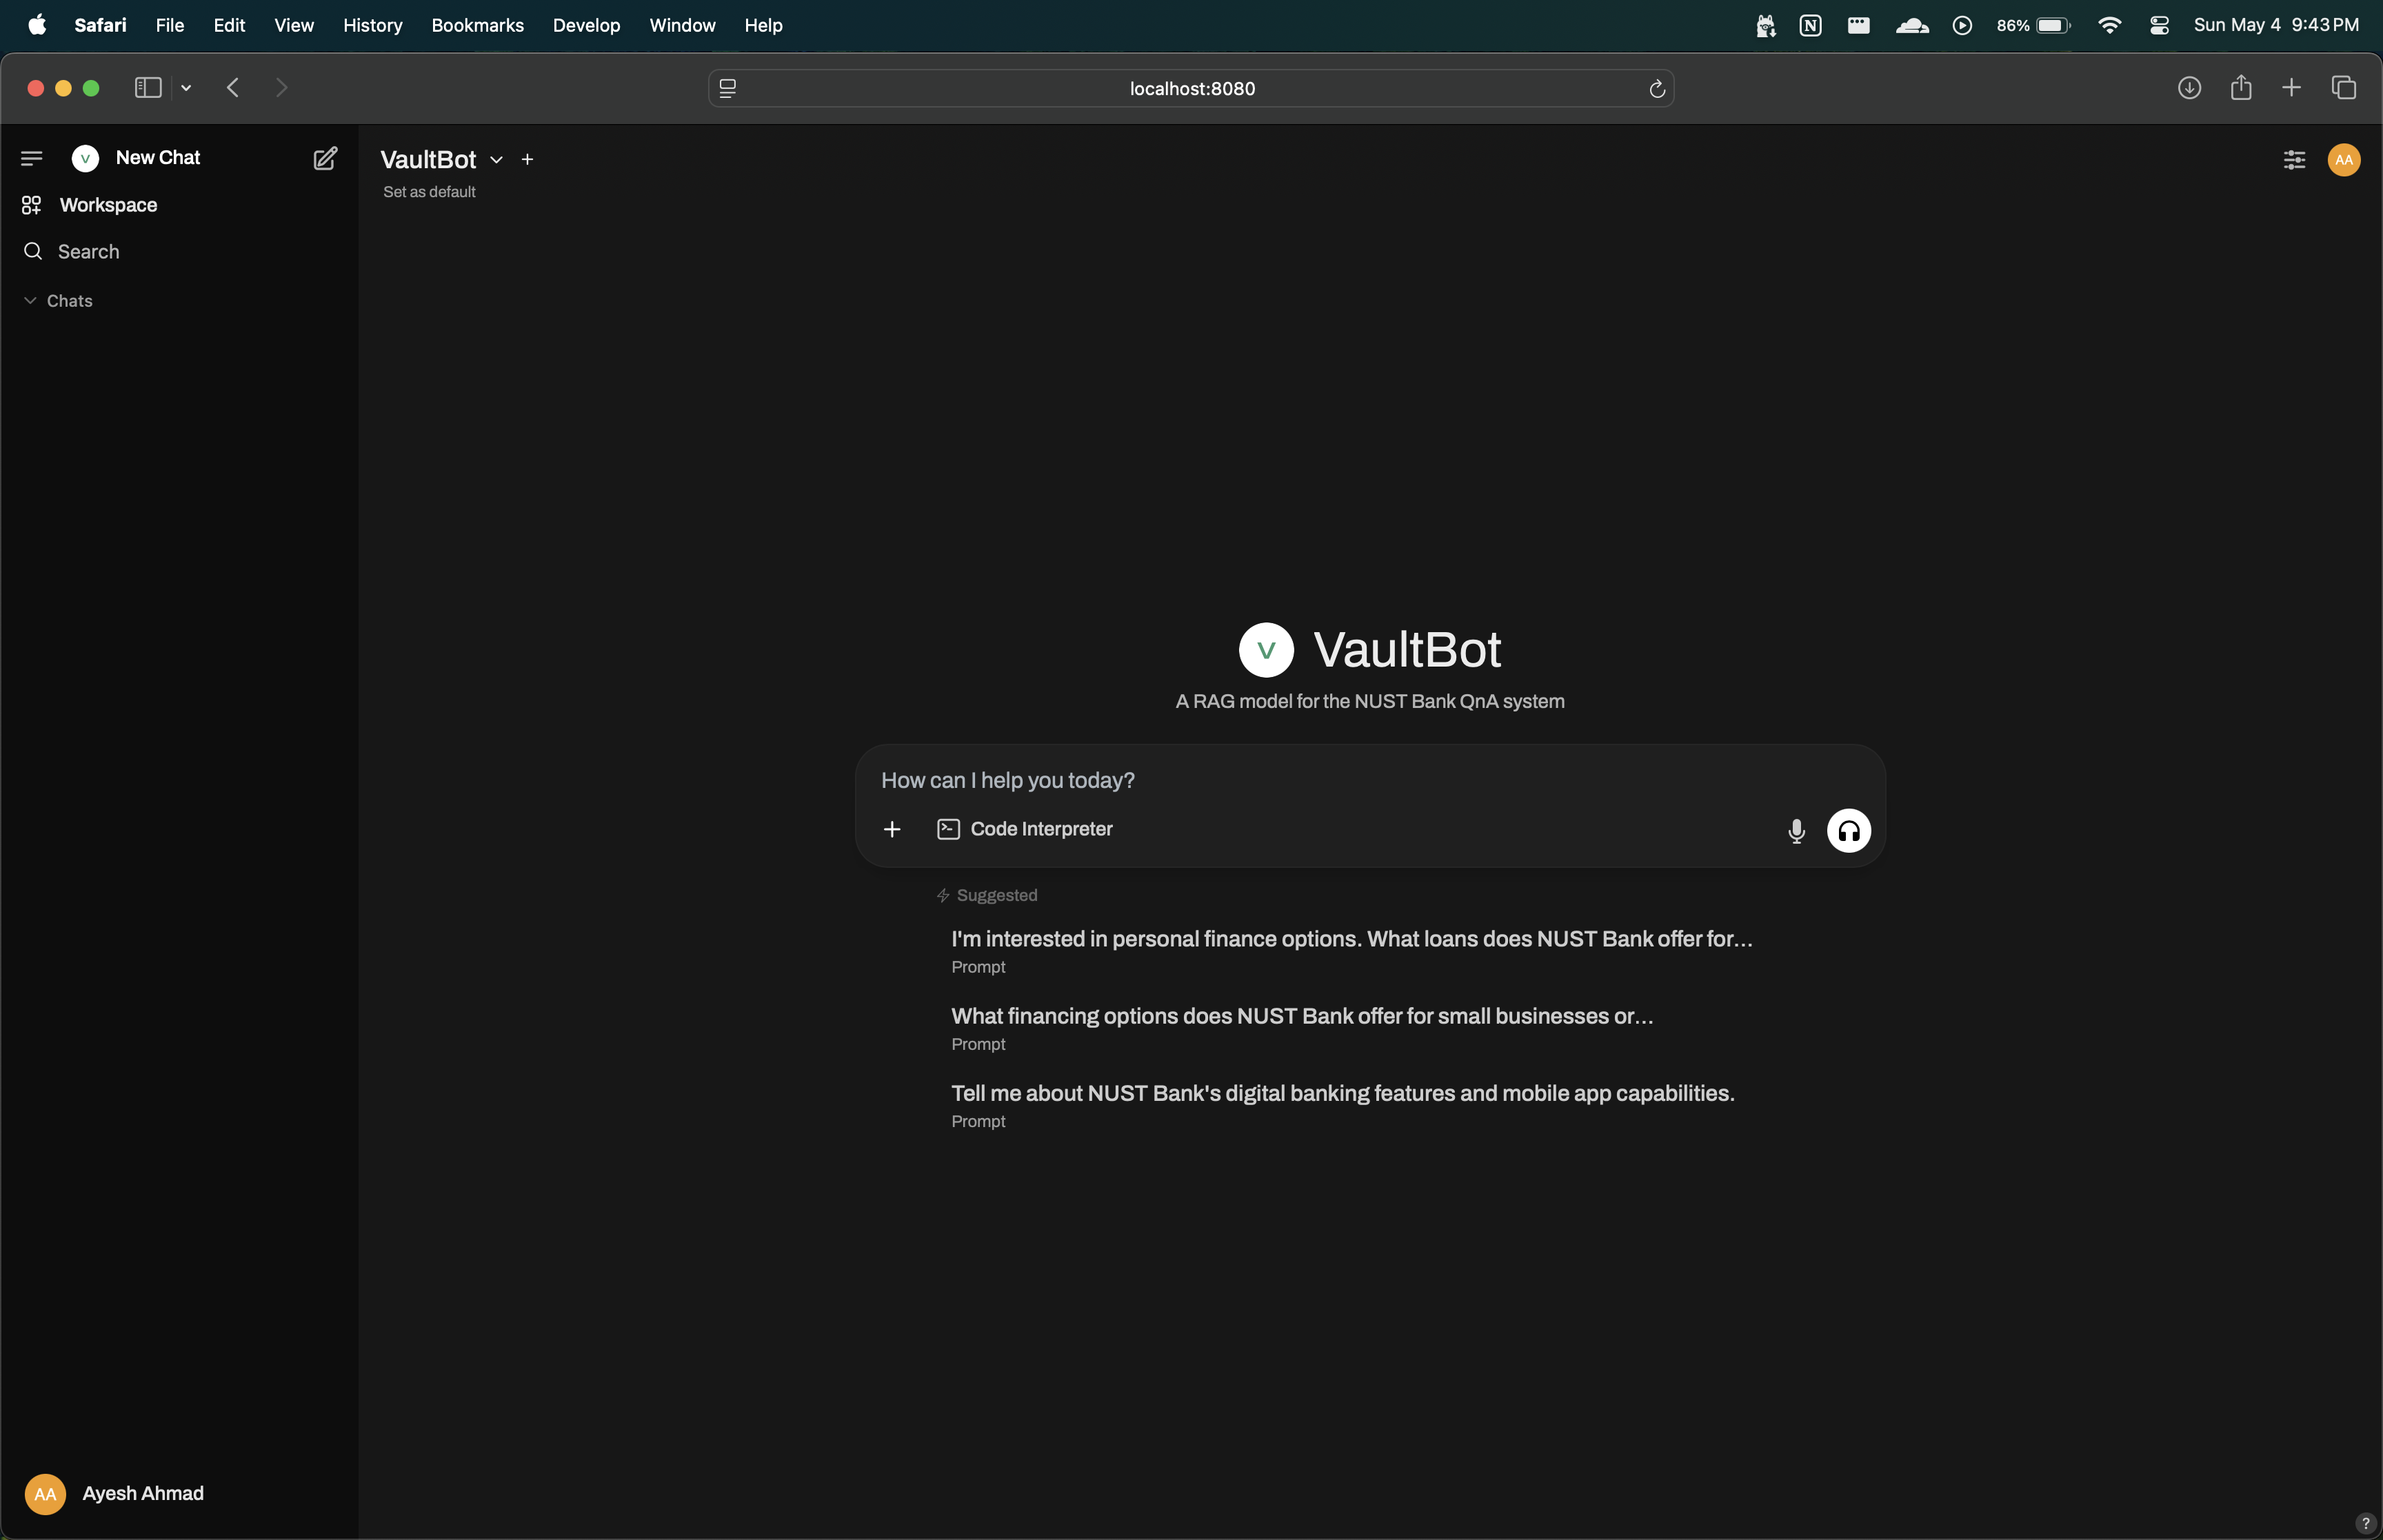 Safari File Edit View History Bookmarks Develop Window Help
86% Sun May 4 9:43 PM
localhost:8080
V New Chat
Workspace
Search
Chats
VaultBot
Set as default
AA
V VaultBot
A RAG model for the NUST Bank QnA system
How can I help you today?
Code Interpreter
Suggested
I'm interested in personal finance options. What loans does NUST Bank offer for...
Prompt
What financing options does NUST Bank offer for small businesses or...
Prompt
Tell me about NUST Bank's digital banking features and mobile app capabilities.
Prompt
AA Ayesh Ahmad
?